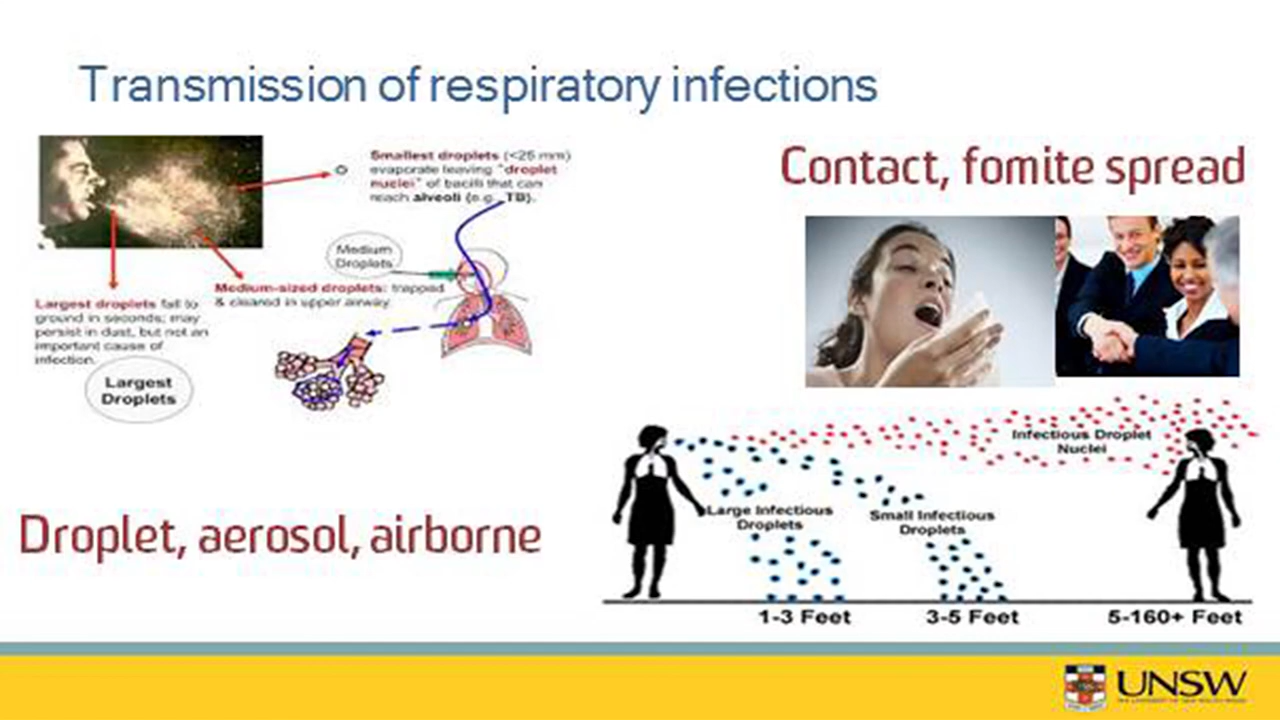 Transmission of respiratory infections
Smallest droplets (<25 mm)
evaporate leaving "droplet
nuclei" of bacilli that can
reach alveoli (e.g., TB).
Medium
Droplets
Medium-sized droplets: trapped
& cleared in upper airway.
Largest droplets fall to
ground in seconds; may
persist in dust, but not an
important cause of
infection.
Largest
Droplets
Droplet, aerosol, airborne
Contact, fomite spread
Infectious Droplet
Nuclei
Large Infectious
Droplets
Small Infectious
Droplets
1-3 Feet
3-5 Feet
5-160+ Feet
UNSW